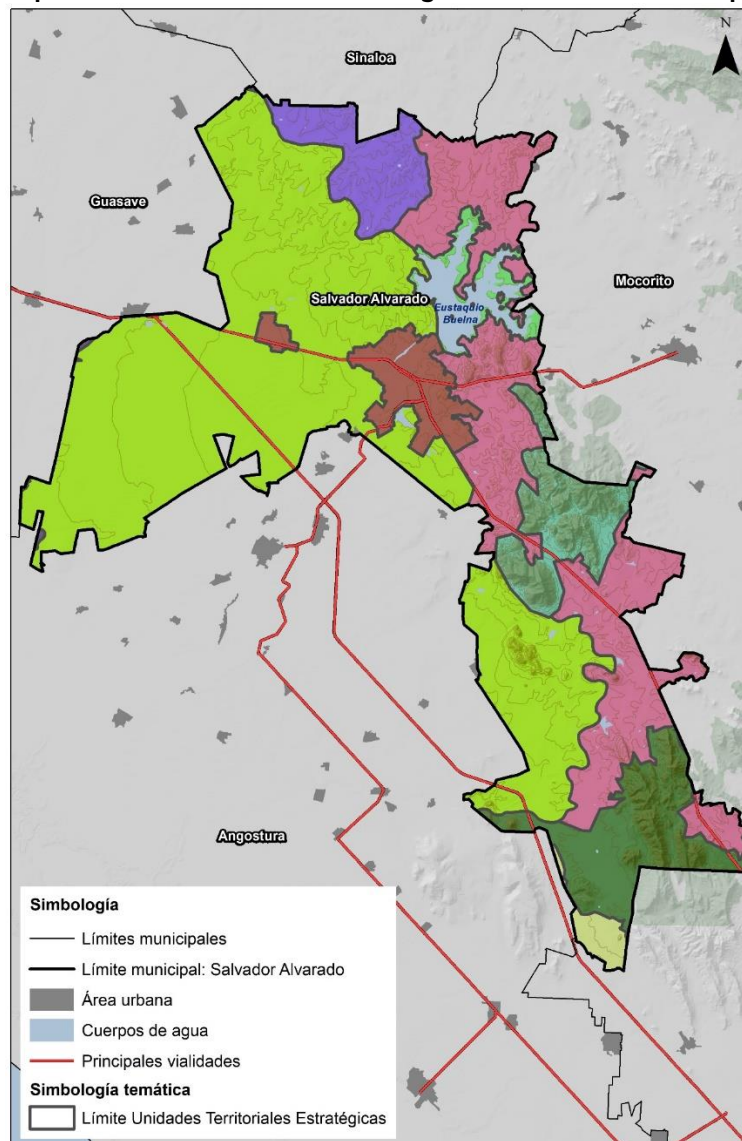 N
Sinaloa
Guasave
Mocorito
Salvador Alvarado
Eustaquio
Buelna
Angostura
Simbología
Límites municipales
Límite municipal: Salvador Alvarado
Área urbana
Cuerpos de agua
Principales vialidades
Simbología temática
Límite Unidades Territoriales Estratégicas